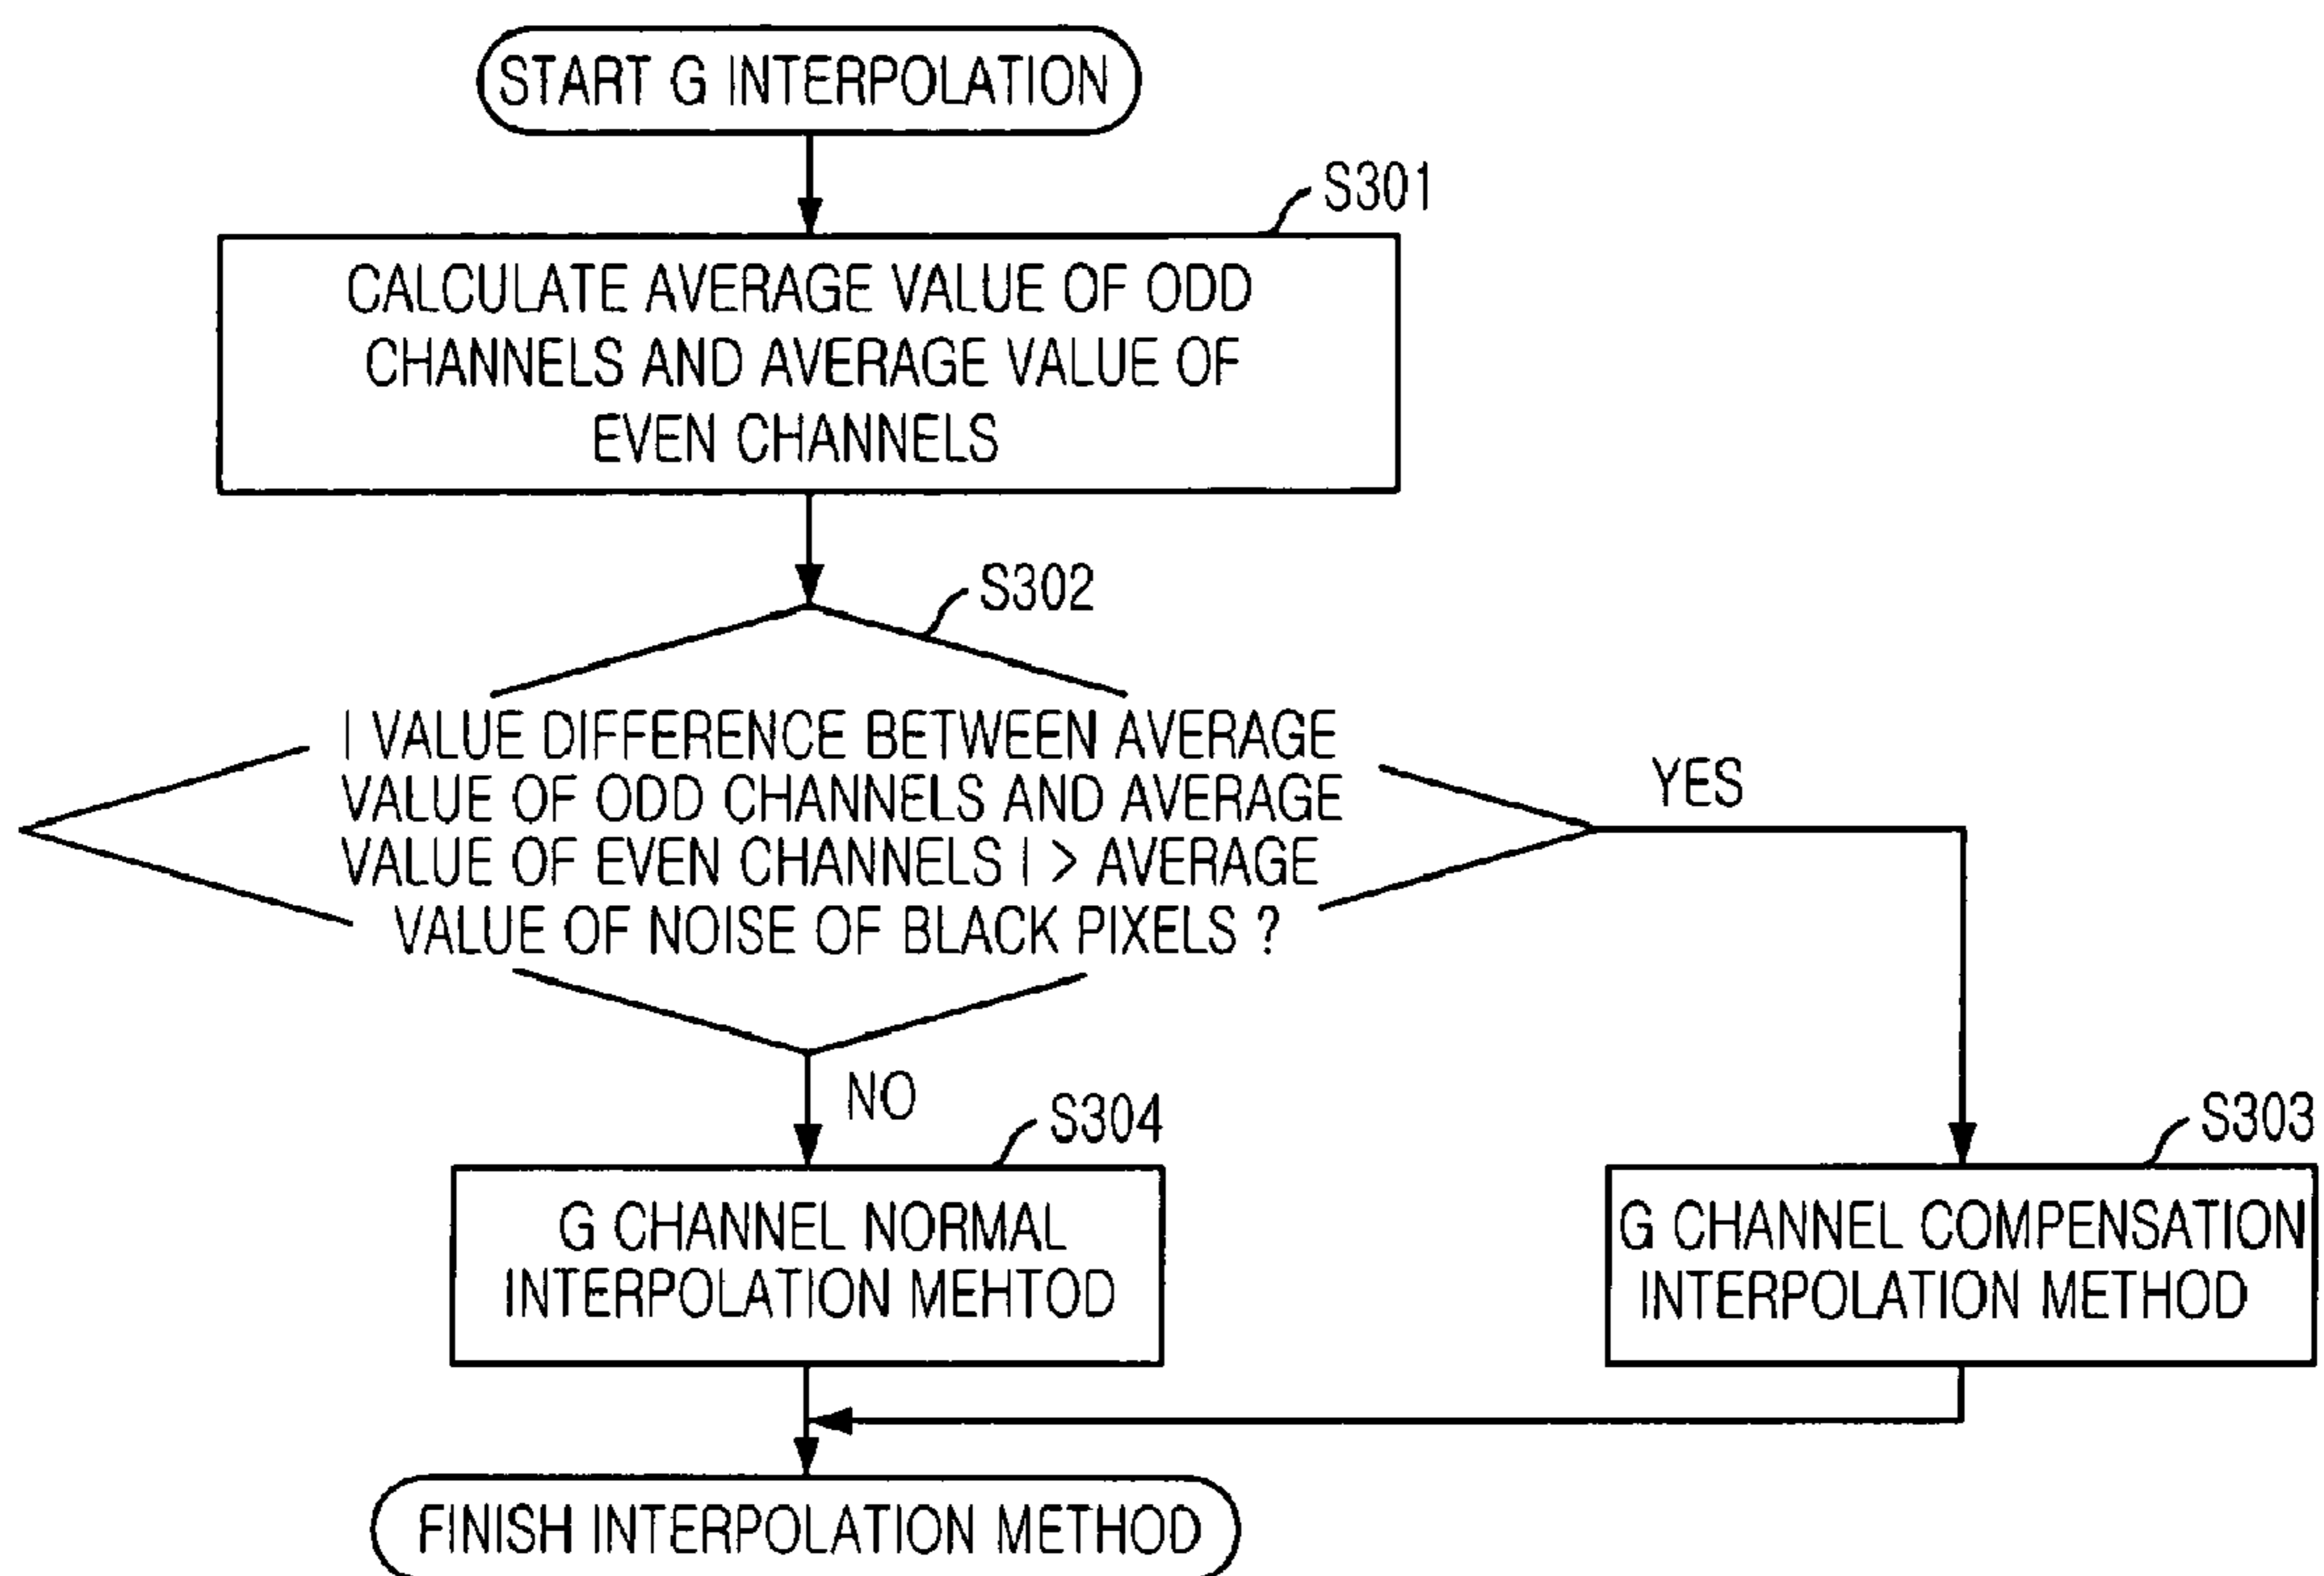 START G INTERPOLATION
S301
CALCULATE AVERAGE VALUE OF ODD
CHANNELS AND AVERAGE VALUE OF
EVEN CHANNELS
S302
| VALUE DIFFERENCE BETWEEN AVERAGE
VALUE OF ODD CHANNELS AND AVERAGE
VALUE OF EVEN CHANNELS | > AVERAGE
VALUE OF NOISE OF BLACK PIXELS ?
YES
NO
S304
G CHANNEL NORMAL
INTERPOLATION MEHTOD
S303
G CHANNEL COMPENSATION
INTERPOLATION METHOD
FINISH INTERPOLATION METHOD